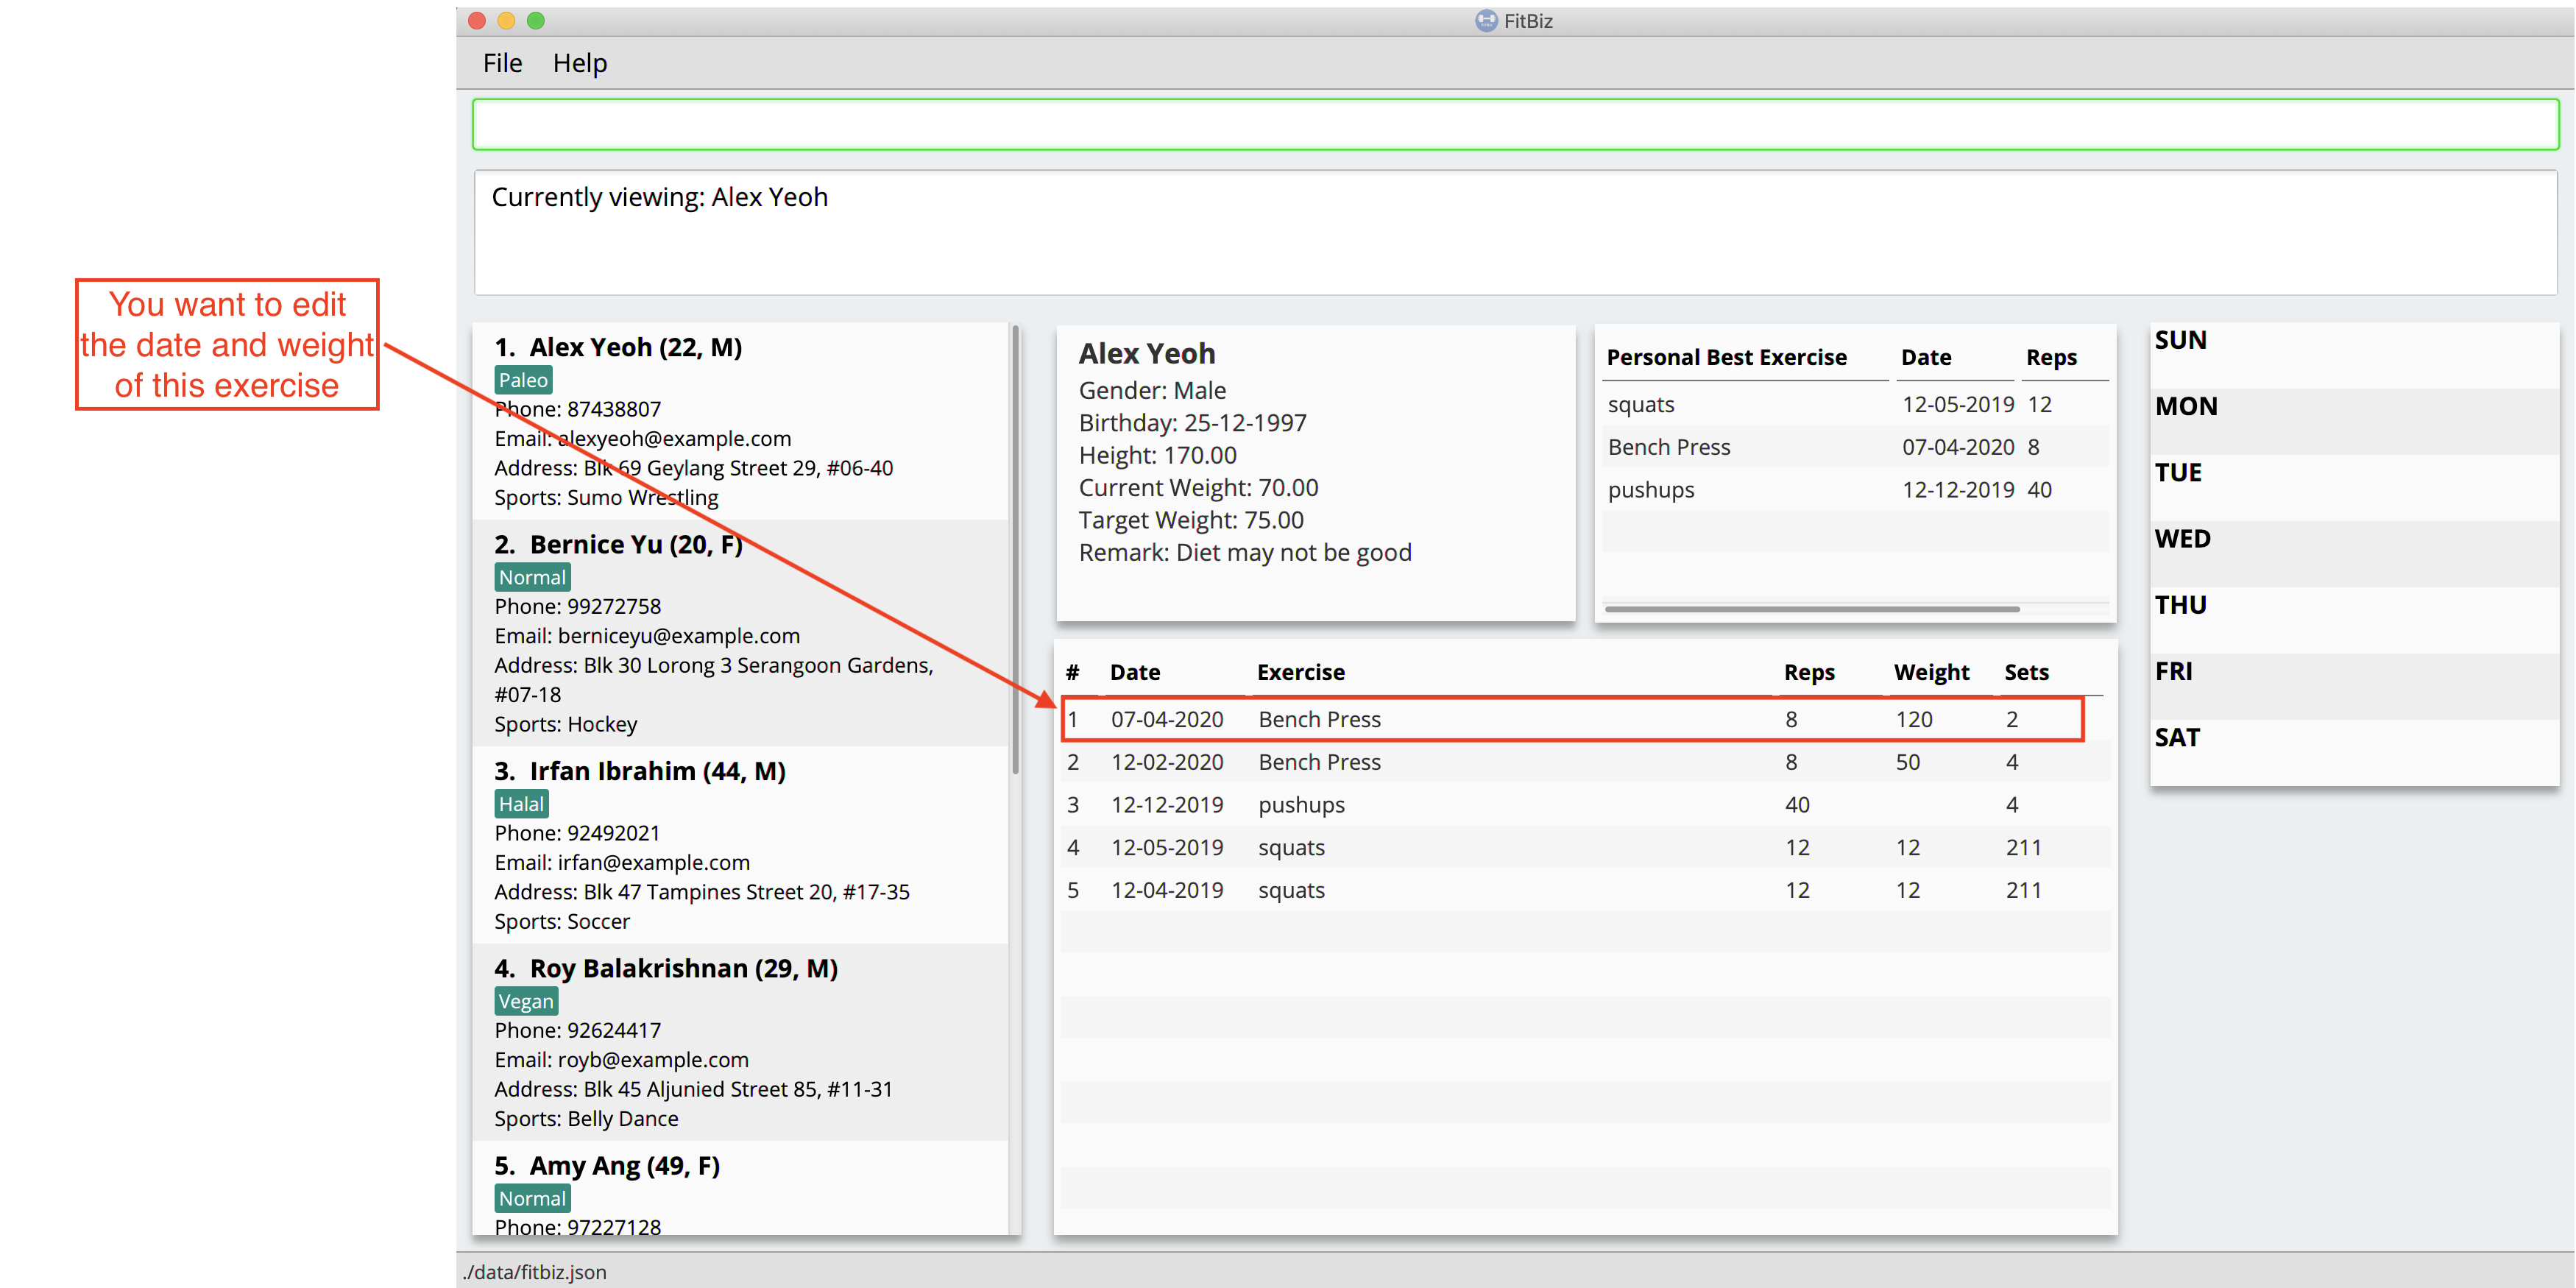 FitBiz
File Help
Currently viewing: Alex Yeoh
You want to edit
the date and weight
of this exercise
1. Alex Yeoh (22, M)
Paleo
Phone: 87438807
Email: alexyeoh@example.com
Address: Blk 69 Geylang Street 29, #06-40
Sports: Sumo Wrestling
2. Bernice Yu (20, F)
Normal
Phone: 99272758
Email: berniceyu@example.com
Address: Blk 30 Lorong 3 Serangoon Gardens,
#07-18
Sports: Hockey
3. Irfan Ibrahim (44, M)
Halal
Phone: 92492021
Email: irfan@example.com
Address: Blk 47 Tampines Street 20, #17-35
Sports: Soccer
4. Roy Balakrishnan (29, M)
Vegan
Phone: 92624417
Email: royb@example.com
Address: Blk 45 Aljunied Street 85, #11-31
Sports: Belly Dance
5. Amy Ang (49, F)
Normal
Phone: 97227128
Alex Yeoh
Gender: Male
Birthday: 25-12-1997
Height: 170.00
Current Weight: 70.00
Target Weight: 75.00
Remark: Diet may not be good
Personal Best Exercise Date Reps
squats 12-05-2019 12
Bench Press 07-04-2020 8
pushups 12-12-2019 40
# Date Exercise Reps Weight Sets
1 07-04-2020 Bench Press 8 120 2
2 12-02-2020 Bench Press 8 50 4
3 12-12-2019 pushups 40 4
4 12-05-2019 squats 12 12 211
5 12-04-2019 squats 12 12 211
SUN
MON
TUE
WED
THU
FRI
SAT
./data/fitbiz.json